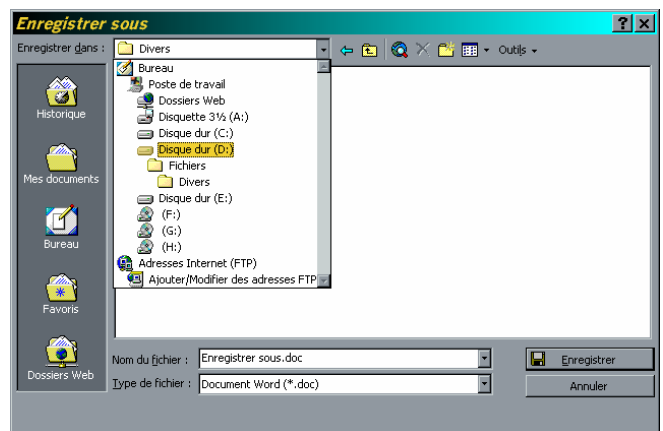 Enregistrer sous
Enregistrer dans :
Divers
Outils
Bureau
Poste de travail
Dossiers Web
Disquette 3½ (A:)
Disque dur (C:)
Disque dur (D:)
Fichiers
Divers
Disque dur (E:)
(F:)
(G:)
(H:)
Adresses Internet (FTP)
Ajouter/Modifier des adresses FTP
Historique
Mes documents
Bureau
Favoris
Dossiers Web
Nom du fichier : Enregistrer sous.doc
Enregistrer
Type de fichier : Document Word (*.doc)
Annuler